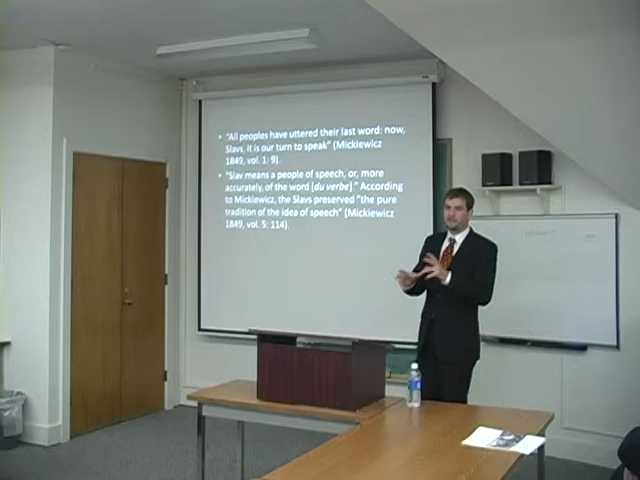 • "All peoples have uttered their last word: now,
Slavs, it is our turn to speak" (Mickiewicz
1849, vol. 1: 9).
• "Slav means a people of speech, or, more
accurately, of the word [du verbe]." According
to Mickiewicz, the Slavs preserved "the pure
tradition of the idea of speech" (Mickiewicz
1849, vol. 5: 114).